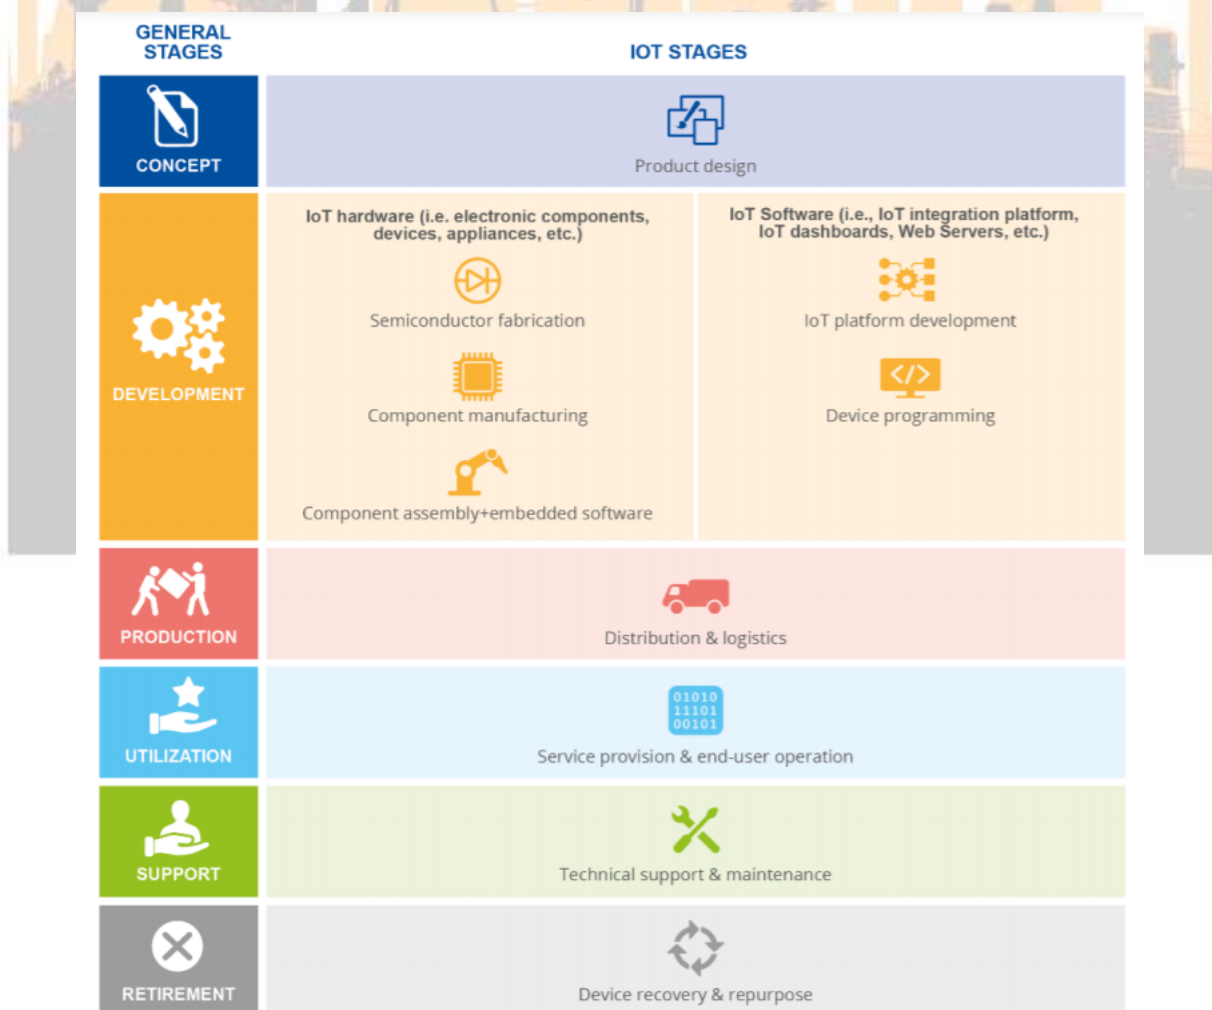 GENERAL
STAGES
IOT STAGES
CONCEPT
Product design
DEVELOPMENT
IoT hardware (i.e. electronic components,
devices, appliances, etc.)
Semiconductor fabrication
Component manufacturing
Component assembly+embedded software
IoT Software (i.e., IoT integration platform,
IoT dashboards, Web Servers, etc.)
IoT platform development
</>
Device programming
PRODUCTION
Distribution & logistics
UTILIZATION
01010
11101
00101
Service provision & end-user operation
SUPPORT
Technical support & maintenance
RETIREMENT
Device recovery & repurpose